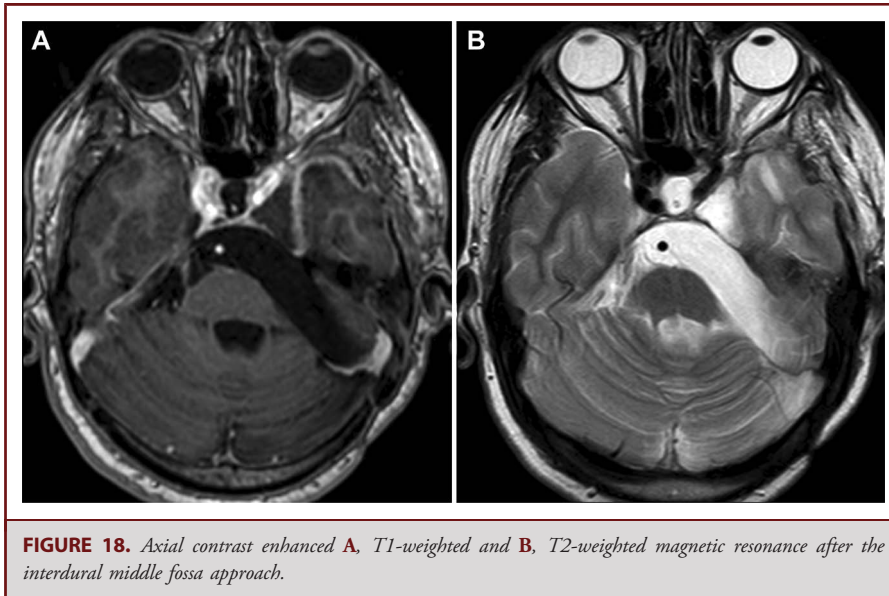 A
B
FIGURE 18. Axial contrast enhanced A, T1-weighted and B, T2-weighted magnetic resonance after the
interdural middle fossa approach.